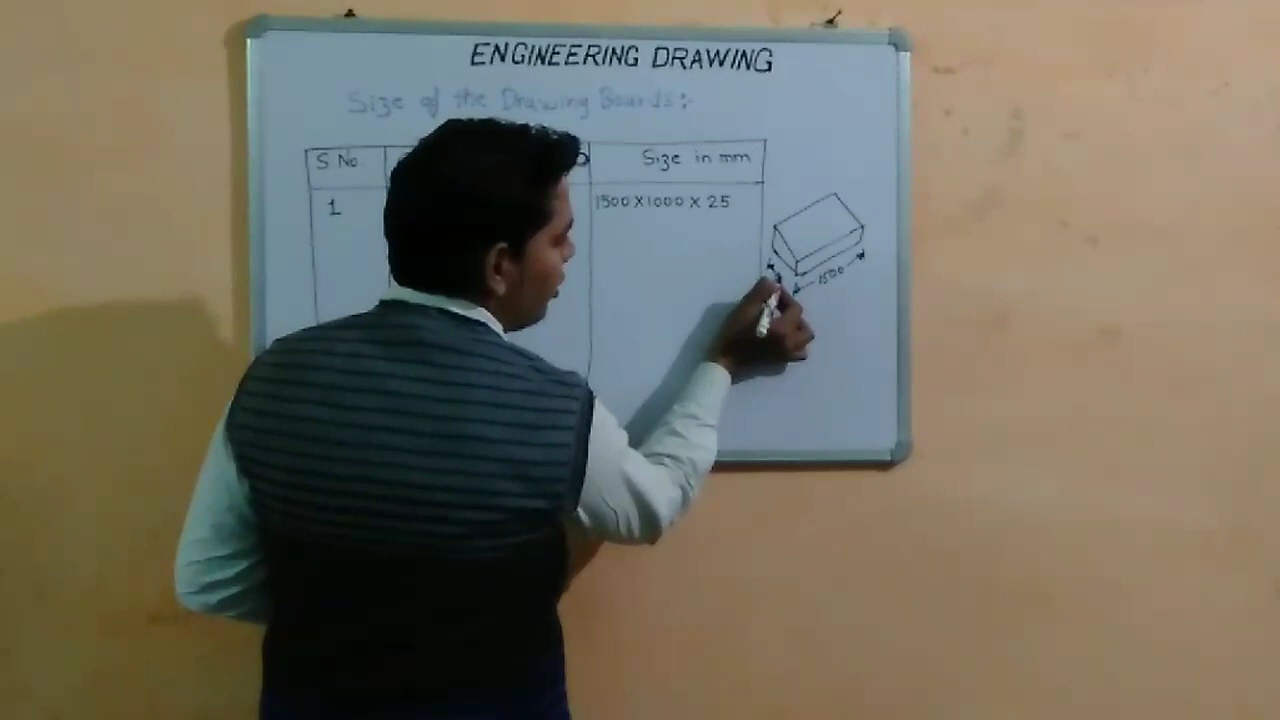 ENGINEERING DRAWING
Size of the Drawing Boards:-
S. No. Size in mm
1 1500 X 1000 X 25
1500